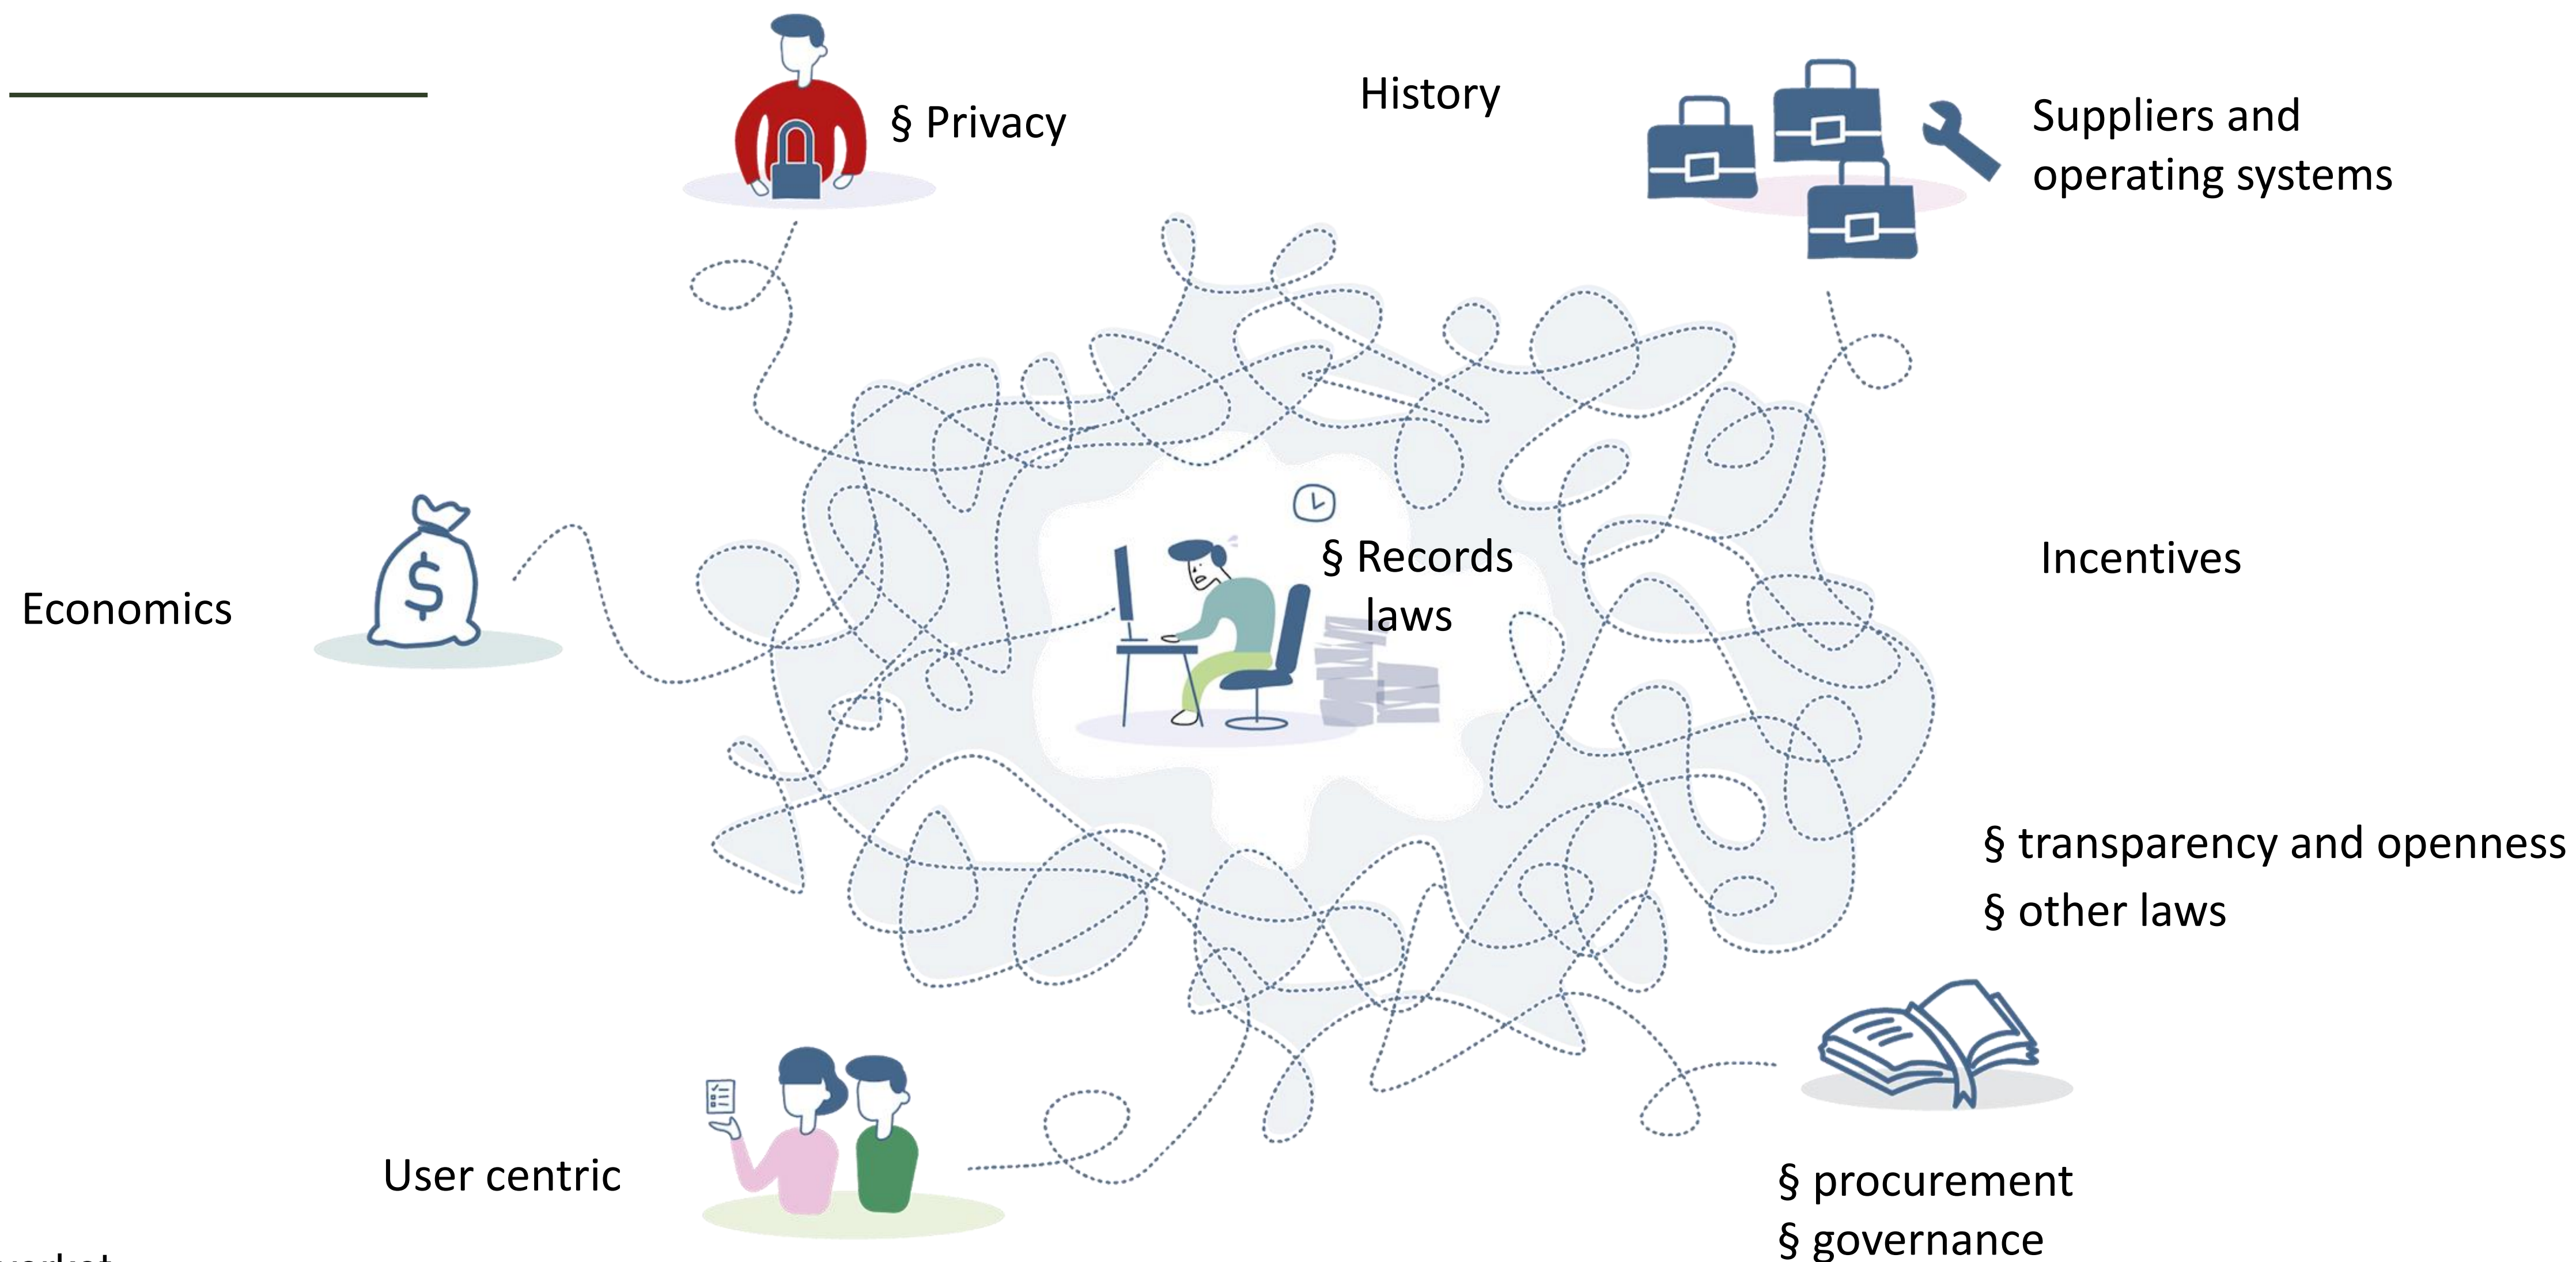 § Privacy
History
Suppliers and
operating systems
§ Records
laws
Incentives
Economics
§ transparency and openness
§ other laws
User centric
§ procurement
§ governance